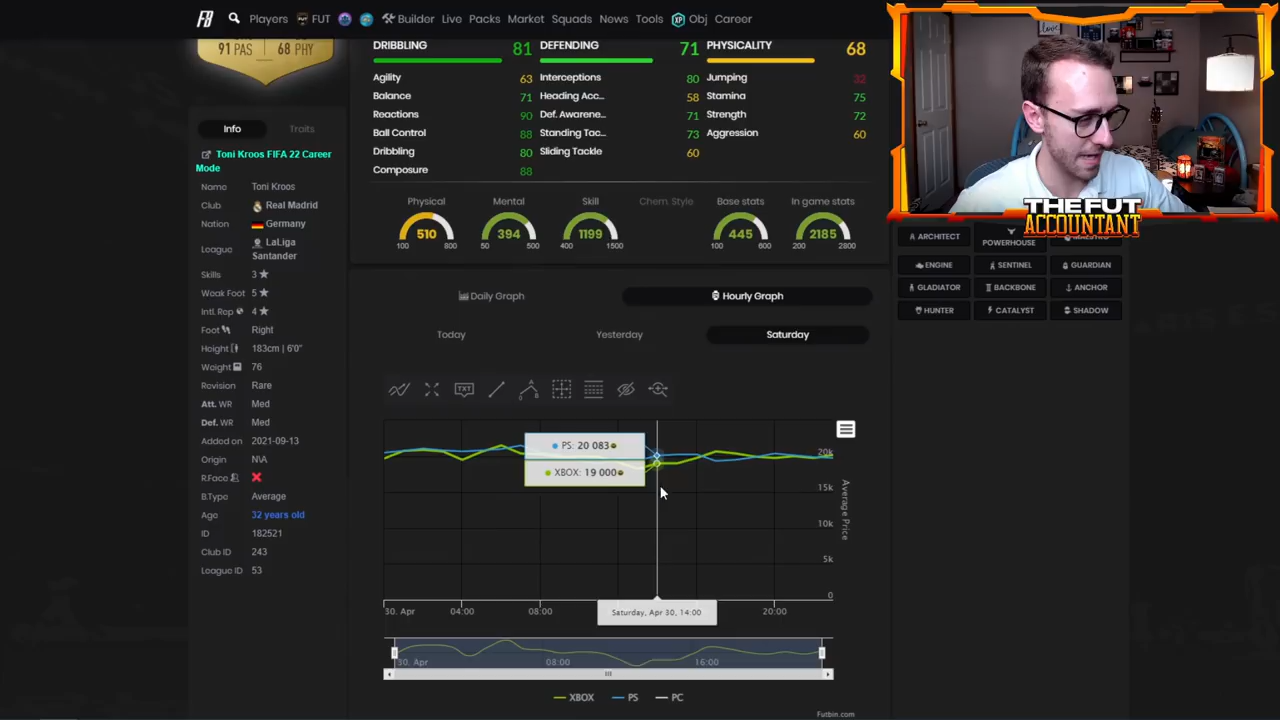 F8 Players FUT Builder Live Packs Market Squads News Tools XP Obj Career
91 PAS 68 PHY
DRIBBLING 81 DEFENDING 71 PHYSICALITY 68
Agility 63 Interceptions 80 Jumping 32
Balance 71 Heading Acc... 58 Stamina 75
Reactions 90 Def. Awarene... 71 Strength 72
Ball Control 88 Standing Tac... 73 Aggression 60
Dribbling 80 Sliding Tackle 60
Composure 88
Info Traits
Toni Kroos FIFA 22 Career
Mode
Name Toni Kroos
Club Real Madrid
Nation Germany
League LaLiga
Santander
Skills 3
Weak Foot 5
Intl. Rep 4
Foot Right
Height 183cm | 6'0"
Weight 76
Revision Rare
Att. WR Med
Def. WR Med
Added on 2021-09-13
Origin N\A
R.Face
B.Type Average
Age 32 years old
ID 182521
Club ID 243
League ID 53
Physical Mental Skill Chem. Style Base stats In game stats
510 394 1199 445 2185
100 800 50 500 400 1500 100 600 200 2800
Daily Graph Hourly Graph
Today Yesterday Saturday
TXT
PS: 20 083
XBOX: 19 000
20k
15k
10k
5k
0
Average Price
30. Apr 04:00 08:00 20:00
Saturday, Apr 30, 14:00
30. Apr 08:00 16:00
XBOX PS PC
Futbin.com
THE FUT
ACCOUNTANT
ARCHITECT POWERHOUSE
ENGINE SENTINEL GUARDIAN
GLADIATOR BACKBONE ANCHOR
HUNTER CATALYST SHADOW